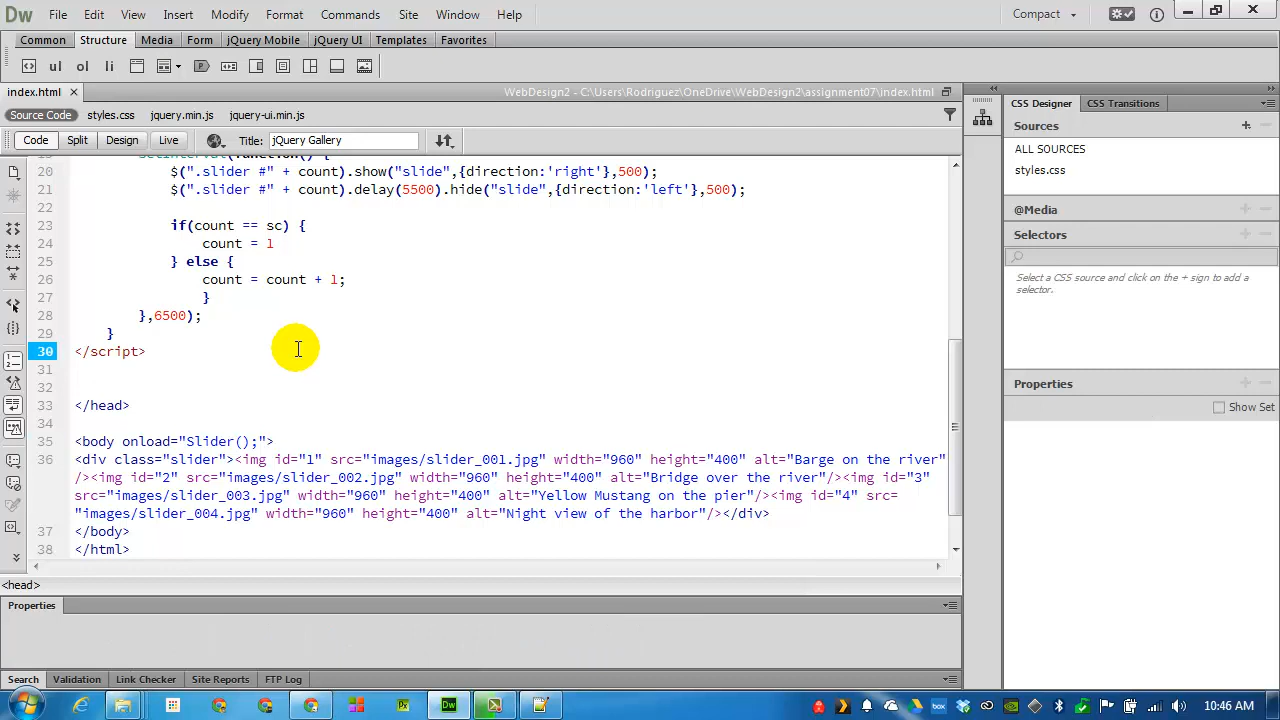 Dw File Edit View Insert Modify Format Commands Site Window Help Compact
Common Structure Media Form jQuery Mobile jQuery UI Templates Favorites
ul ol li
index.html WebDesign2 - C:\Users\Rodriguez\OneDrive\WebDesign2\assignment07\index.html
Source Code styles.css jquery.min.js jquery-ui.min.js
Code Split Design Live Title: jQuery Gallery
20 $(".slider #" + count).show("slide",{direction:'right'},500);
21 $(".slider #" + count).delay(5500).hide("slide",{direction:'left'},500);
22
23 if(count == sc) {
24 count = 1
25 } else {
26 count = count + 1;
27 }
28 },6500);
29 }
30 </script>
31
32
33 </head>
34
35 <body onload="Slider();">
36 <div class="slider"><img id="1" src="images/slider_001.jpg" width="960" height="400" alt="Barge on the river"
/><img id="2" src="images/slider_002.jpg" width="960" height="400" alt="Bridge over the river"/><img id="3"
src="images/slider_003.jpg" width="960" height="400" alt="Yellow Mustang on the pier"/><img id="4" src=
"images/slider_004.jpg" width="960" height="400" alt="Night view of the harbor"/></div>
37 </body>
38 </html>
<head>
Properties
Search Validation Link Checker Site Reports FTP Log
CSS Designer CSS Transitions
Sources
ALL SOURCES
styles.css
@Media
Selectors
Select a CSS source and click on the + sign to add a
selector.
Properties
Show Set
Dw box 10:46 AM